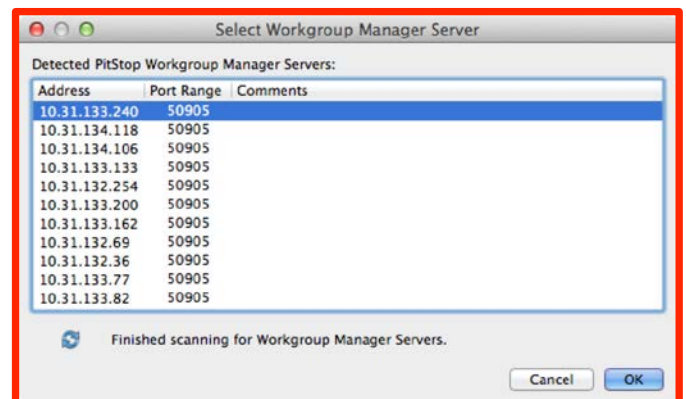 Select Workgroup Manager Server
Detected PitStop Workgroup Manager Servers:
Address Port Range Comments
10.31.133.240 50905
10.31.134.118 50905
10.31.134.106 50905
10.31.133.133 50905
10.31.132.254 50905
10.31.133.200 50905
10.31.133.162 50905
10.31.132.69 50905
10.31.132.36 50905
10.31.133.77 50905
10.31.133.82 50905
Finished scanning for Workgroup Manager Servers.
Cancel OK